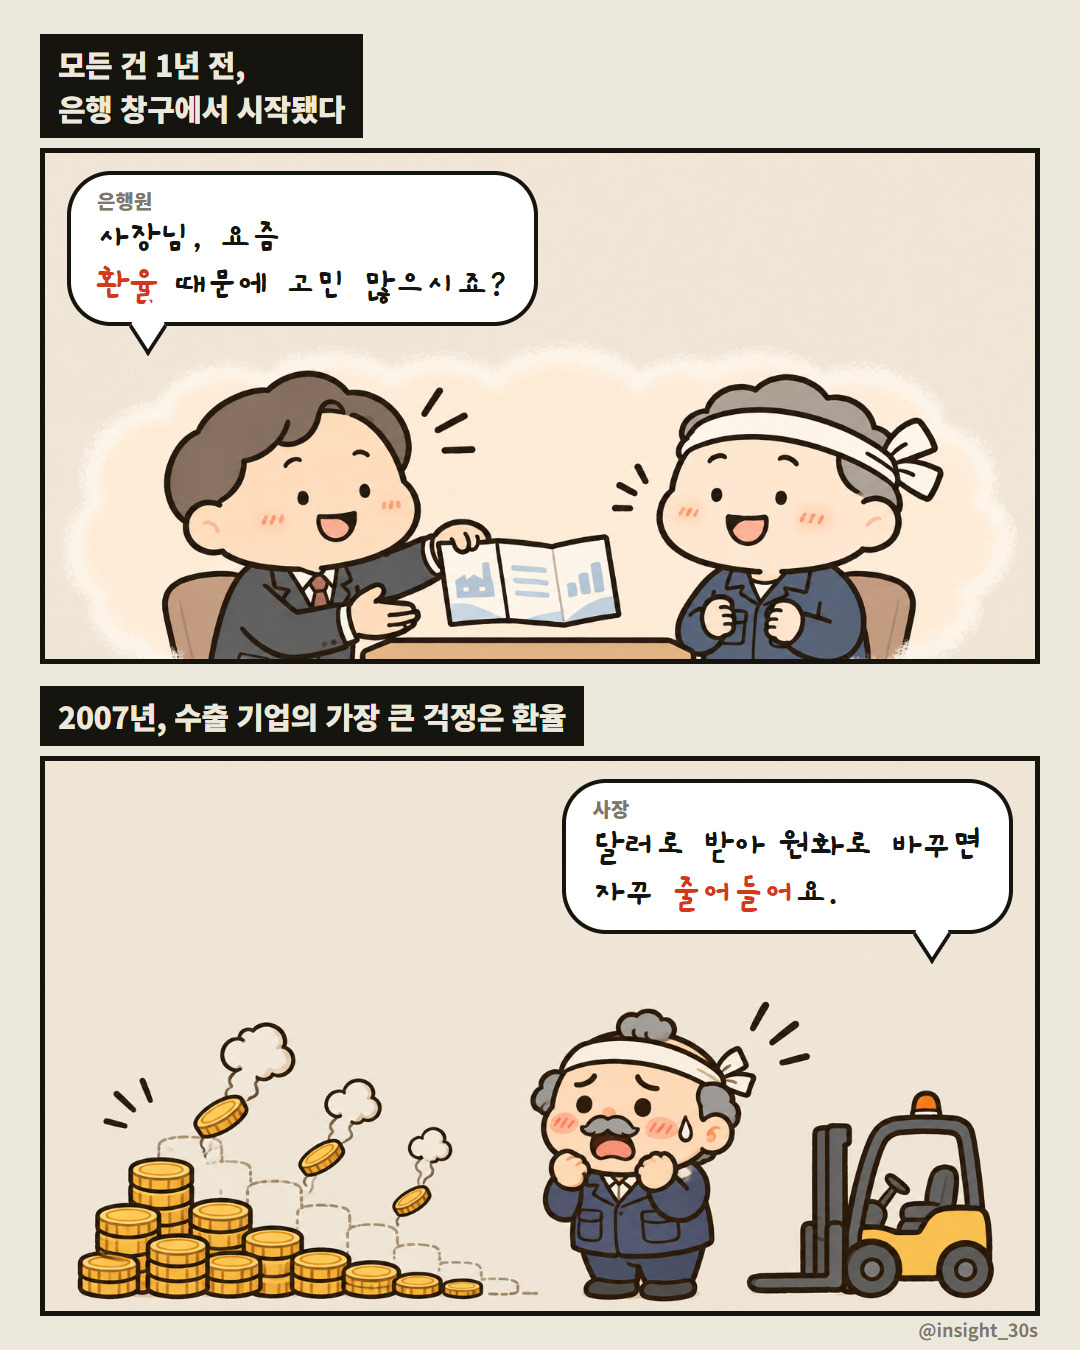 모든 건 1년 전,
은행 창구에서 시작됐다
은행원
사장님, 요즘
환율 때문에 고민 많으시죠?
2007년, 수출 기업의 가장 큰 걱정은 환율
사장
달러로 받아 원화로 바꾸면
자꾸 줄어들어요.
@insight_30s